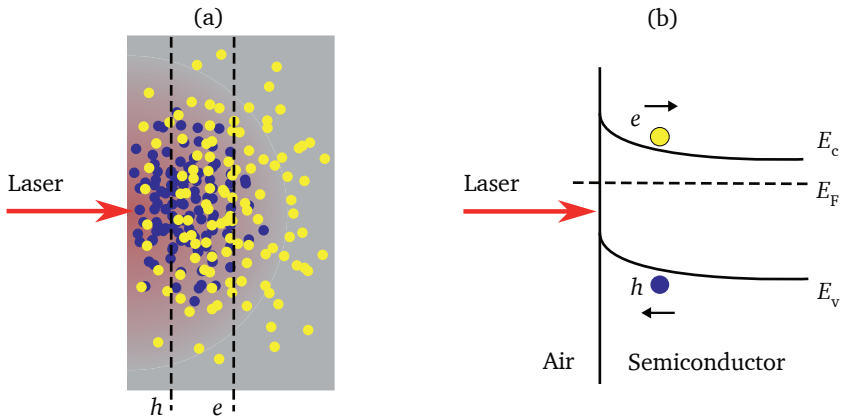 (a)
Laser
h
e
(b)
e
E_c
Laser
E_F
h
E_v
Air
Semiconductor